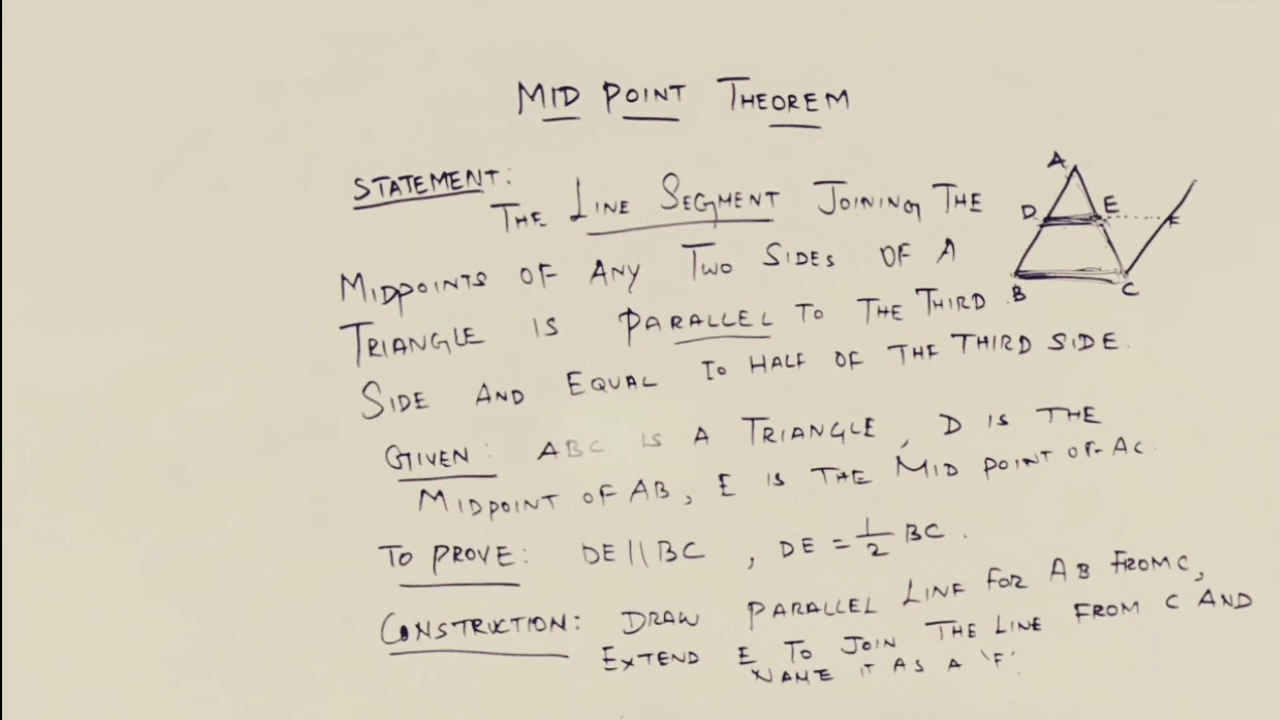 MID POINT THEOREM
STATEMENT:
THE LINE SEGMENT JOINING THE
MIDPOINTS OF ANY TWO SIDES OF A
TRIANGLE IS PARALLEL TO THE THIRD
SIDE AND EQUAL TO HALF OF THE THIRD SIDE.
GIVEN: ABC IS A TRIANGLE, D IS THE
MIDPOINT OF AB, E IS THE MID POINT OF AC.
TO PROVE: DE || BC, DE = 1/2 BC.
CONSTRUCTION: DRAW PARALLEL LINE FOR AB FROM C,
EXTEND E TO JOIN THE LINE FROM C AND
NAME IT AS A 'F'.
A
D E F
B C